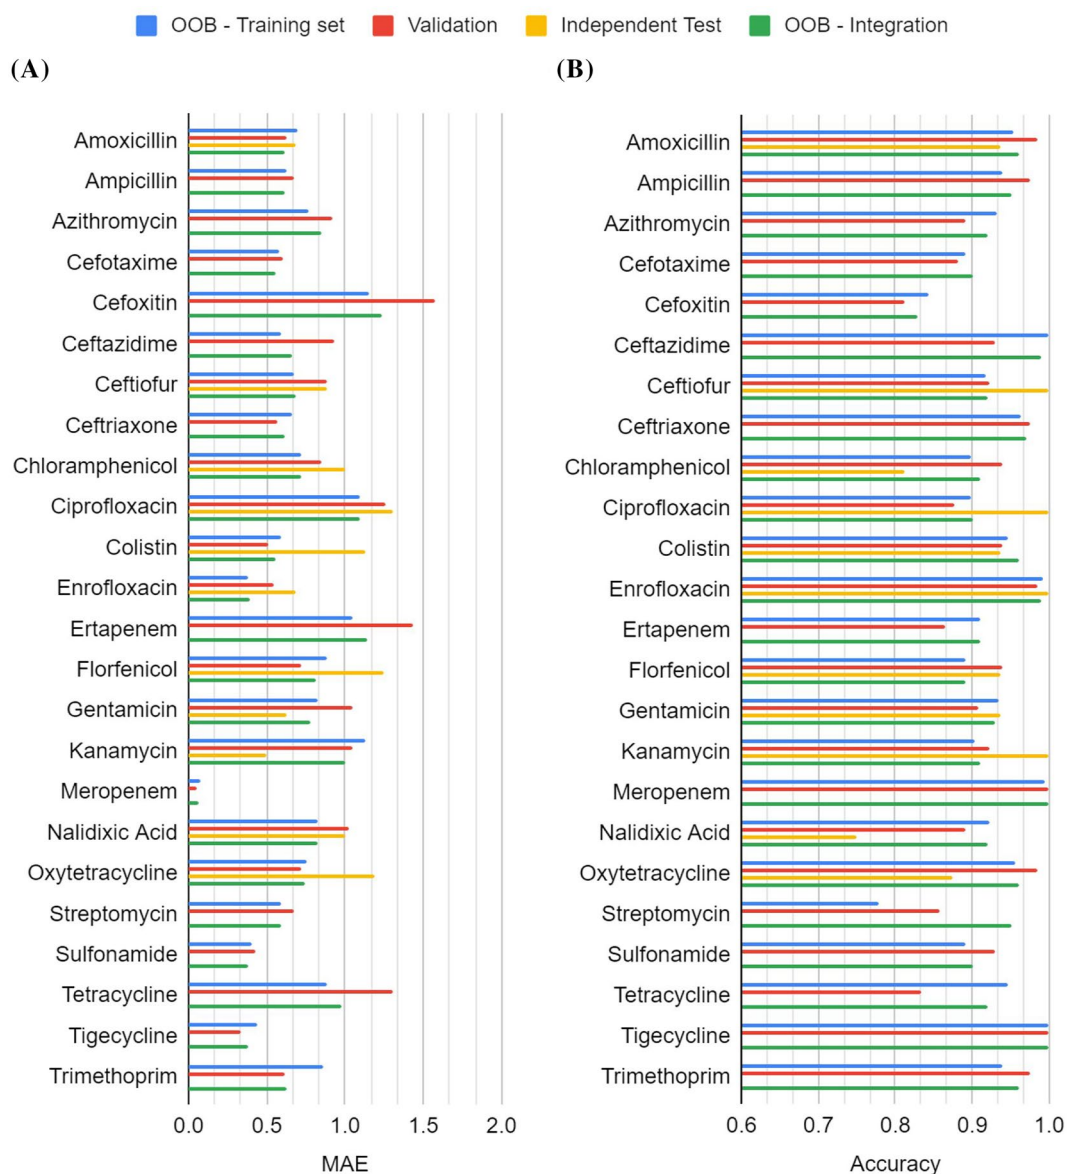 OOB - Training set Validation Independent Test OOB - Integration
(A) (B)
Amoxicillin
Ampicillin
Azithromycin
Cefotaxime
Cefoxitin
Ceftazidime
Ceftiofur
Ceftriaxone
Chloramphenicol
Ciprofloxacin
Colistin
Enrofloxacin
Ertapenem
Florfenicol
Gentamicin
Kanamycin
Meropenem
Nalidixic Acid
Oxytetracycline
Streptomycin
Sulfonamide
Tetracycline
Tigecycline
Trimethoprim
0.0 0.5 1.0 1.5 2.0
MAE
Amoxicillin
Ampicillin
Azithromycin
Cefotaxime
Cefoxitin
Ceftazidime
Ceftiofur
Ceftriaxone
Chloramphenicol
Ciprofloxacin
Colistin
Enrofloxacin
Ertapenem
Florfenicol
Gentamicin
Kanamycin
Meropenem
Nalidixic Acid
Oxytetracycline
Streptomycin
Sulfonamide
Tetracycline
Tigecycline
Trimethoprim
0.6 0.7 0.8 0.9 1.0
Accuracy